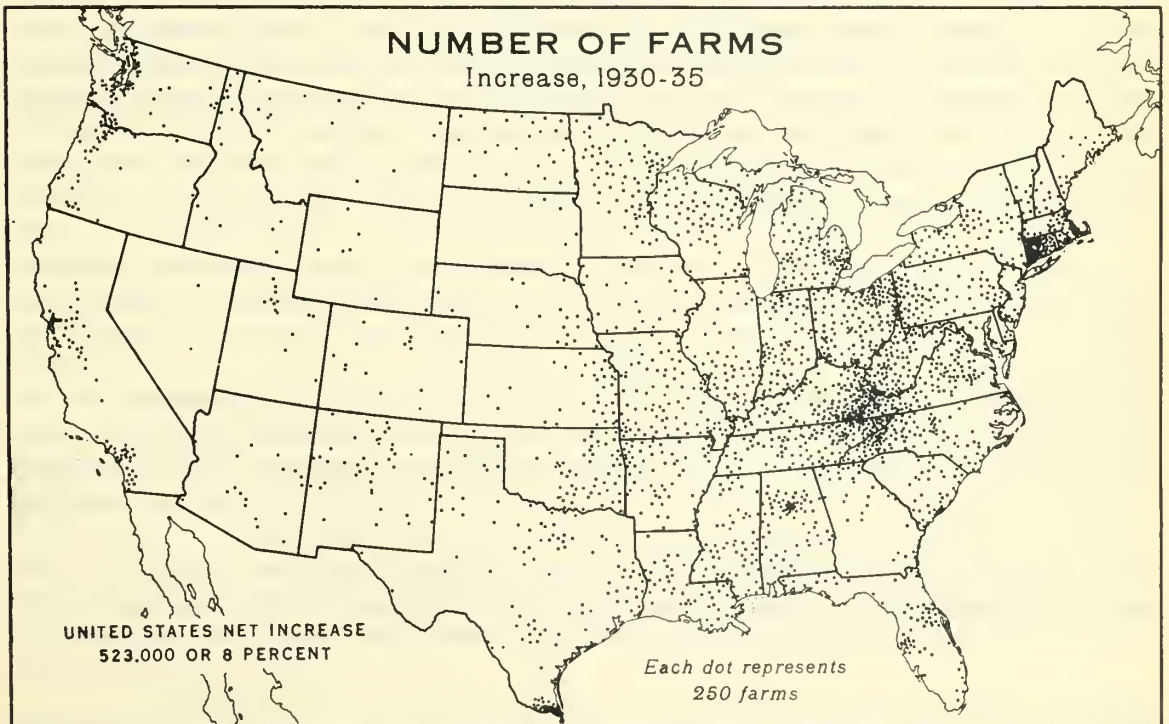 NUMBER OF FARMS
Increase, 1930-35
UNITED STATES NET INCREASE
523.000 OR 8 PERCENT
Each dot represents
250 farms